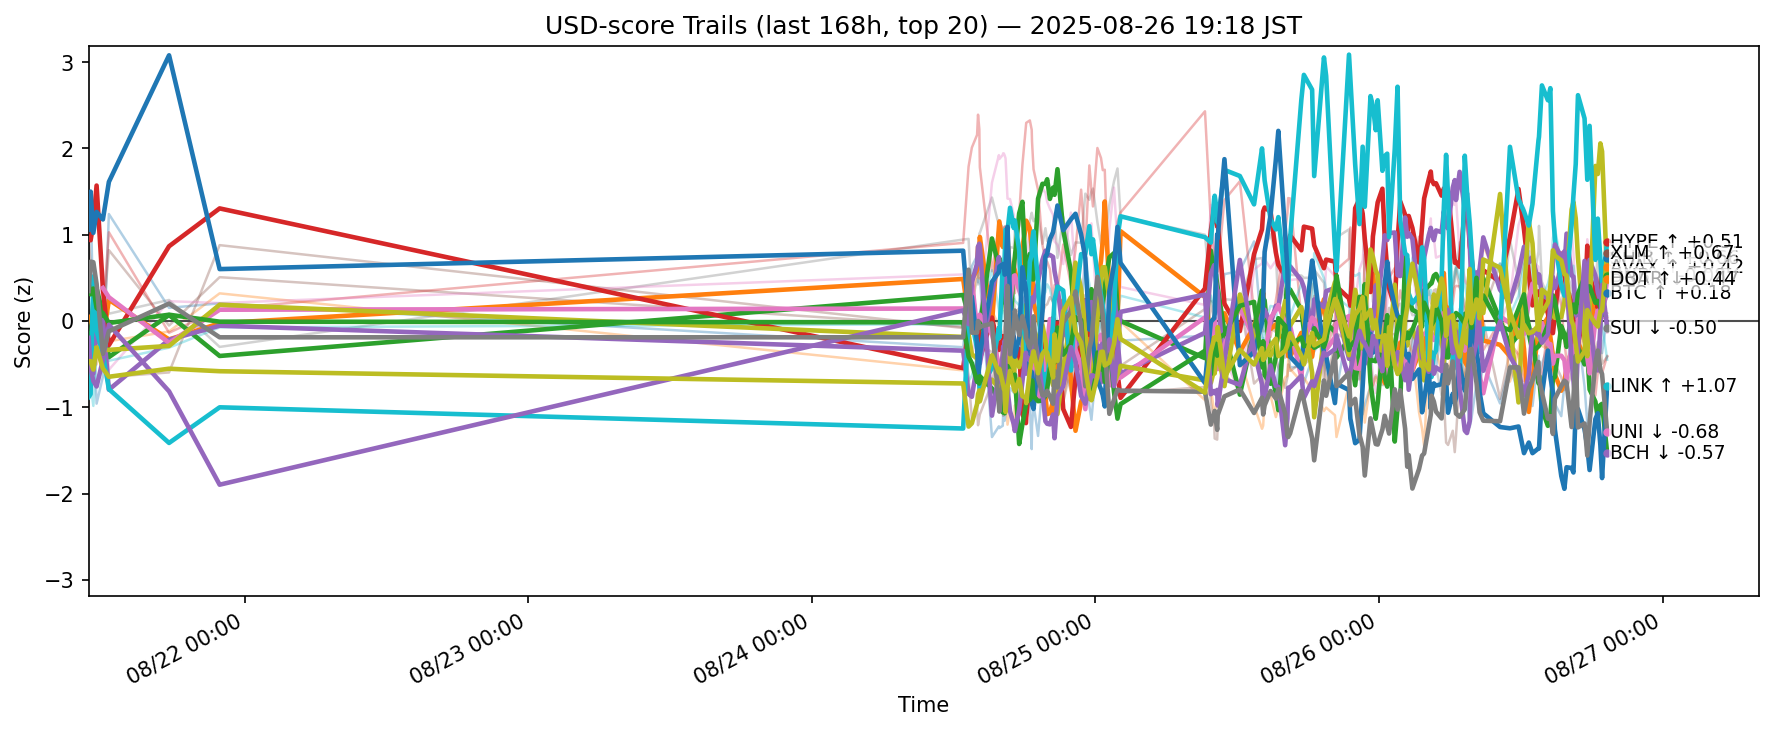 USD-score Trails (last 168h, top 20) — 2025-08-26 19:18 JST
Score (z)
3
2
1
0
−1
−2
−3
HYPE ↑ +0.51
XLM ↑ +0.67
DOT ↑ +0.44
BTC ↑ +0.18
SUI ↓ -0.50
LINK ↑ +1.07
UNI ↓ -0.68
BCH ↓ -0.57
08/22 00:00
08/23 00:00
08/24 00:00
08/25 00:00
08/26 00:00
08/27 00:00
Time